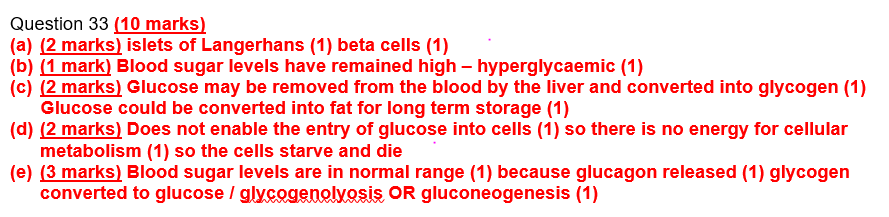 Question 33 (10 marks)
(a) (2 marks) islets of Langerhans (1) beta cells (1)
(b) (1 mark) Blood sugar levels have remained high – hyperglycaemic (1)
(c) (2 marks) Glucose may be removed from the blood by the liver and converted into glycogen (1)
Glucose could be converted into fat for long term storage (1)
(d) (2 marks) Does not enable the entry of glucose into cells (1) so there is no energy for cellular
metabolism (1) so the cells starve and die
(e) (3 marks) Blood sugar levels are in normal range (1) because glucagon released (1) glycogen
converted to glucose / glycogenolyosis OR gluconeogenesis (1)